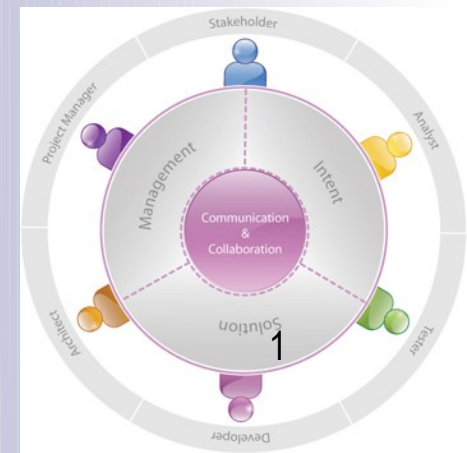 Stakeholder
Project Manager
Analyst
Management
Intent
Communication
&
Collaboration
Solution
1
Architect
Tester
Developer